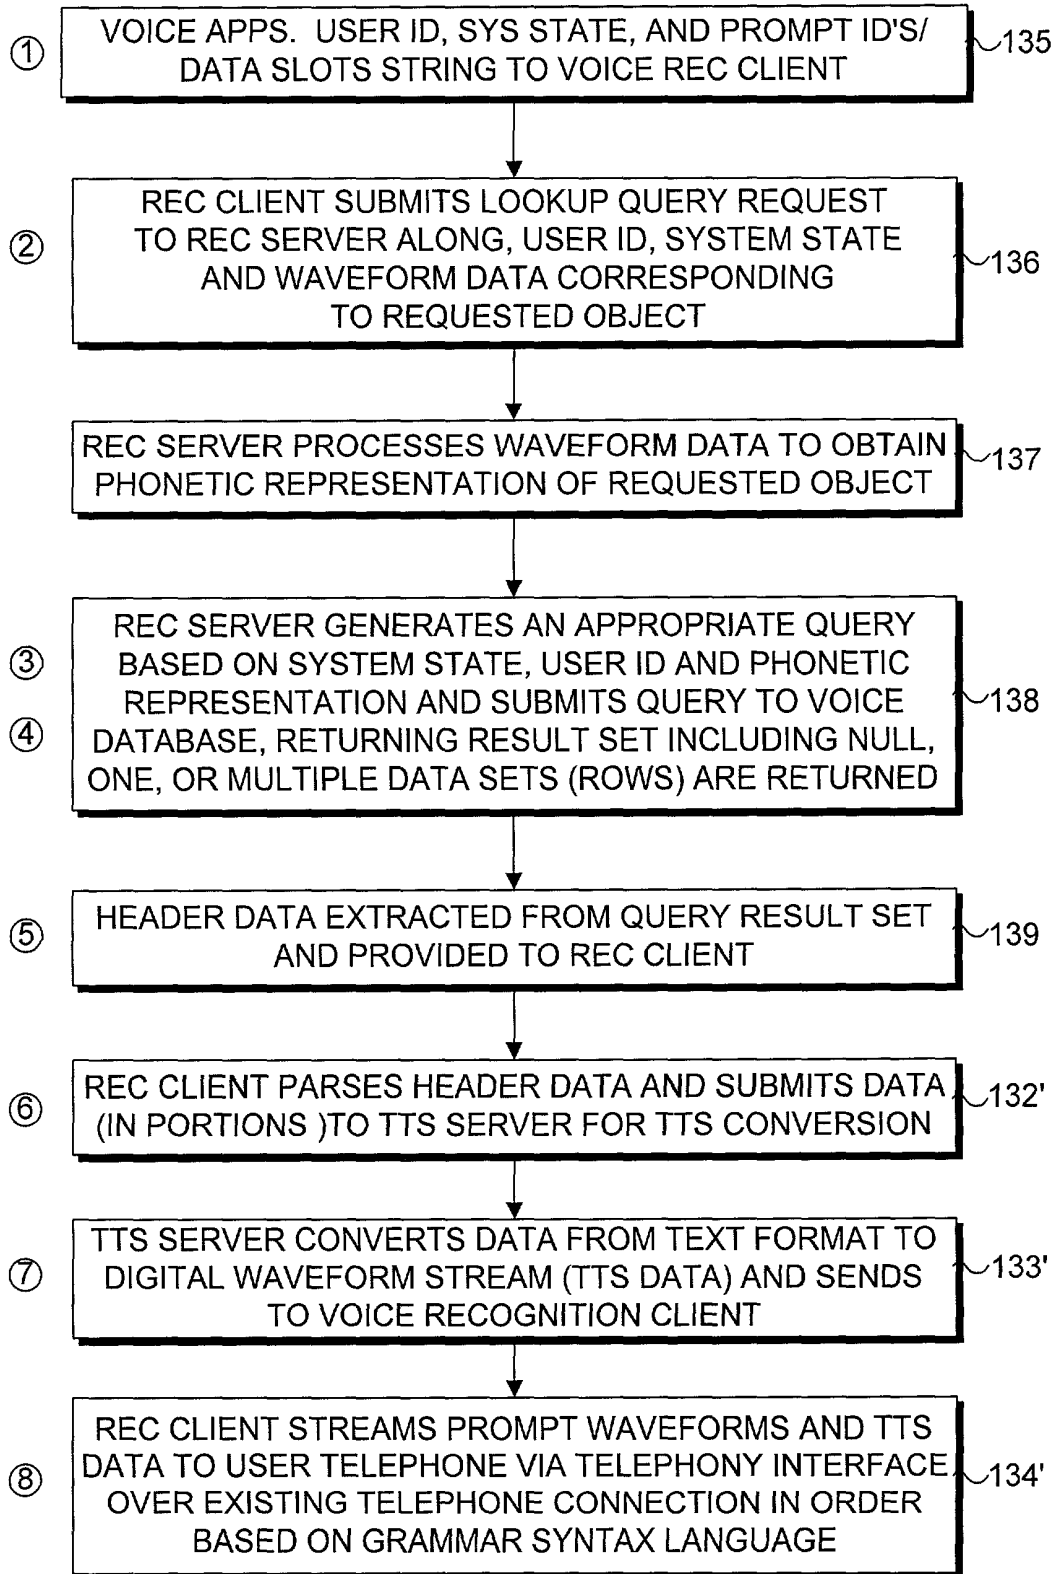 ① VOICE APPS. USER ID, SYS STATE, AND PROMPT ID'S/ 135
DATA SLOTS STRING TO VOICE REC CLIENT
REC CLIENT SUBMITS LOOKUP QUERY REQUEST
② TO REC SERVER ALONG, USER ID, SYSTEM STATE 136
AND WAVEFORM DATA CORRESPONDING
TO REQUESTED OBJECT
REC SERVER PROCESSES WAVEFORM DATA TO OBTAIN 137
PHONETIC REPRESENTATION OF REQUESTED OBJECT
REC SERVER GENERATES AN APPROPRIATE QUERY
③ BASED ON SYSTEM STATE, USER ID AND PHONETIC
REPRESENTATION AND SUBMITS QUERY TO VOICE 138
④ DATABASE, RETURNING RESULT SET INCLUDING NULL,
ONE, OR MULTIPLE DATA SETS (ROWS) ARE RETURNED
⑤ HEADER DATA EXTRACTED FROM QUERY RESULT SET 139
AND PROVIDED TO REC CLIENT
⑥ REC CLIENT PARSES HEADER DATA AND SUBMITS DATA 132'
(IN PORTIONS )TO TTS SERVER FOR TTS CONVERSION
TTS SERVER CONVERTS DATA FROM TEXT FORMAT TO
⑦ DIGITAL WAVEFORM STREAM (TTS DATA) AND SENDS 133'
TO VOICE RECOGNITION CLIENT
REC CLIENT STREAMS PROMPT WAVEFORMS AND TTS
⑧ DATA TO USER TELEPHONE VIA TELEPHONY INTERFACE 134'
OVER EXISTING TELEPHONE CONNECTION IN ORDER
BASED ON GRAMMAR SYNTAX LANGUAGE